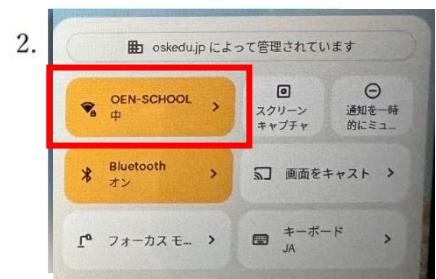 2.
oskedu.jp によって管理されています
OEN-SCHOOL
中
スクリーン
キャプチャ
通知を一時
的にミュ...
Bluetooth
オン
画面をキャスト
フォーカス モ...
キーボード
JA